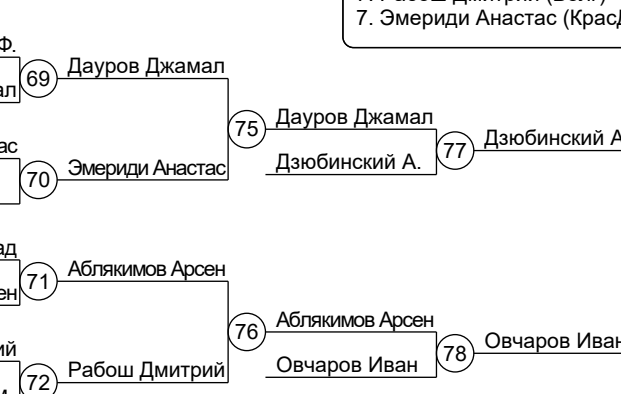 7. Эмериди Анастас
69
Дауров Джамал
75
Дауров Джамал
77
Дзюбинский А
70
Эмериди Анастас
Дзюбинский А.
71
Аблякимов Арсен
76
Аблякимов Арсен
78
Овчаров Иван
72
Рабош Дмитрий
Овчаров Иван